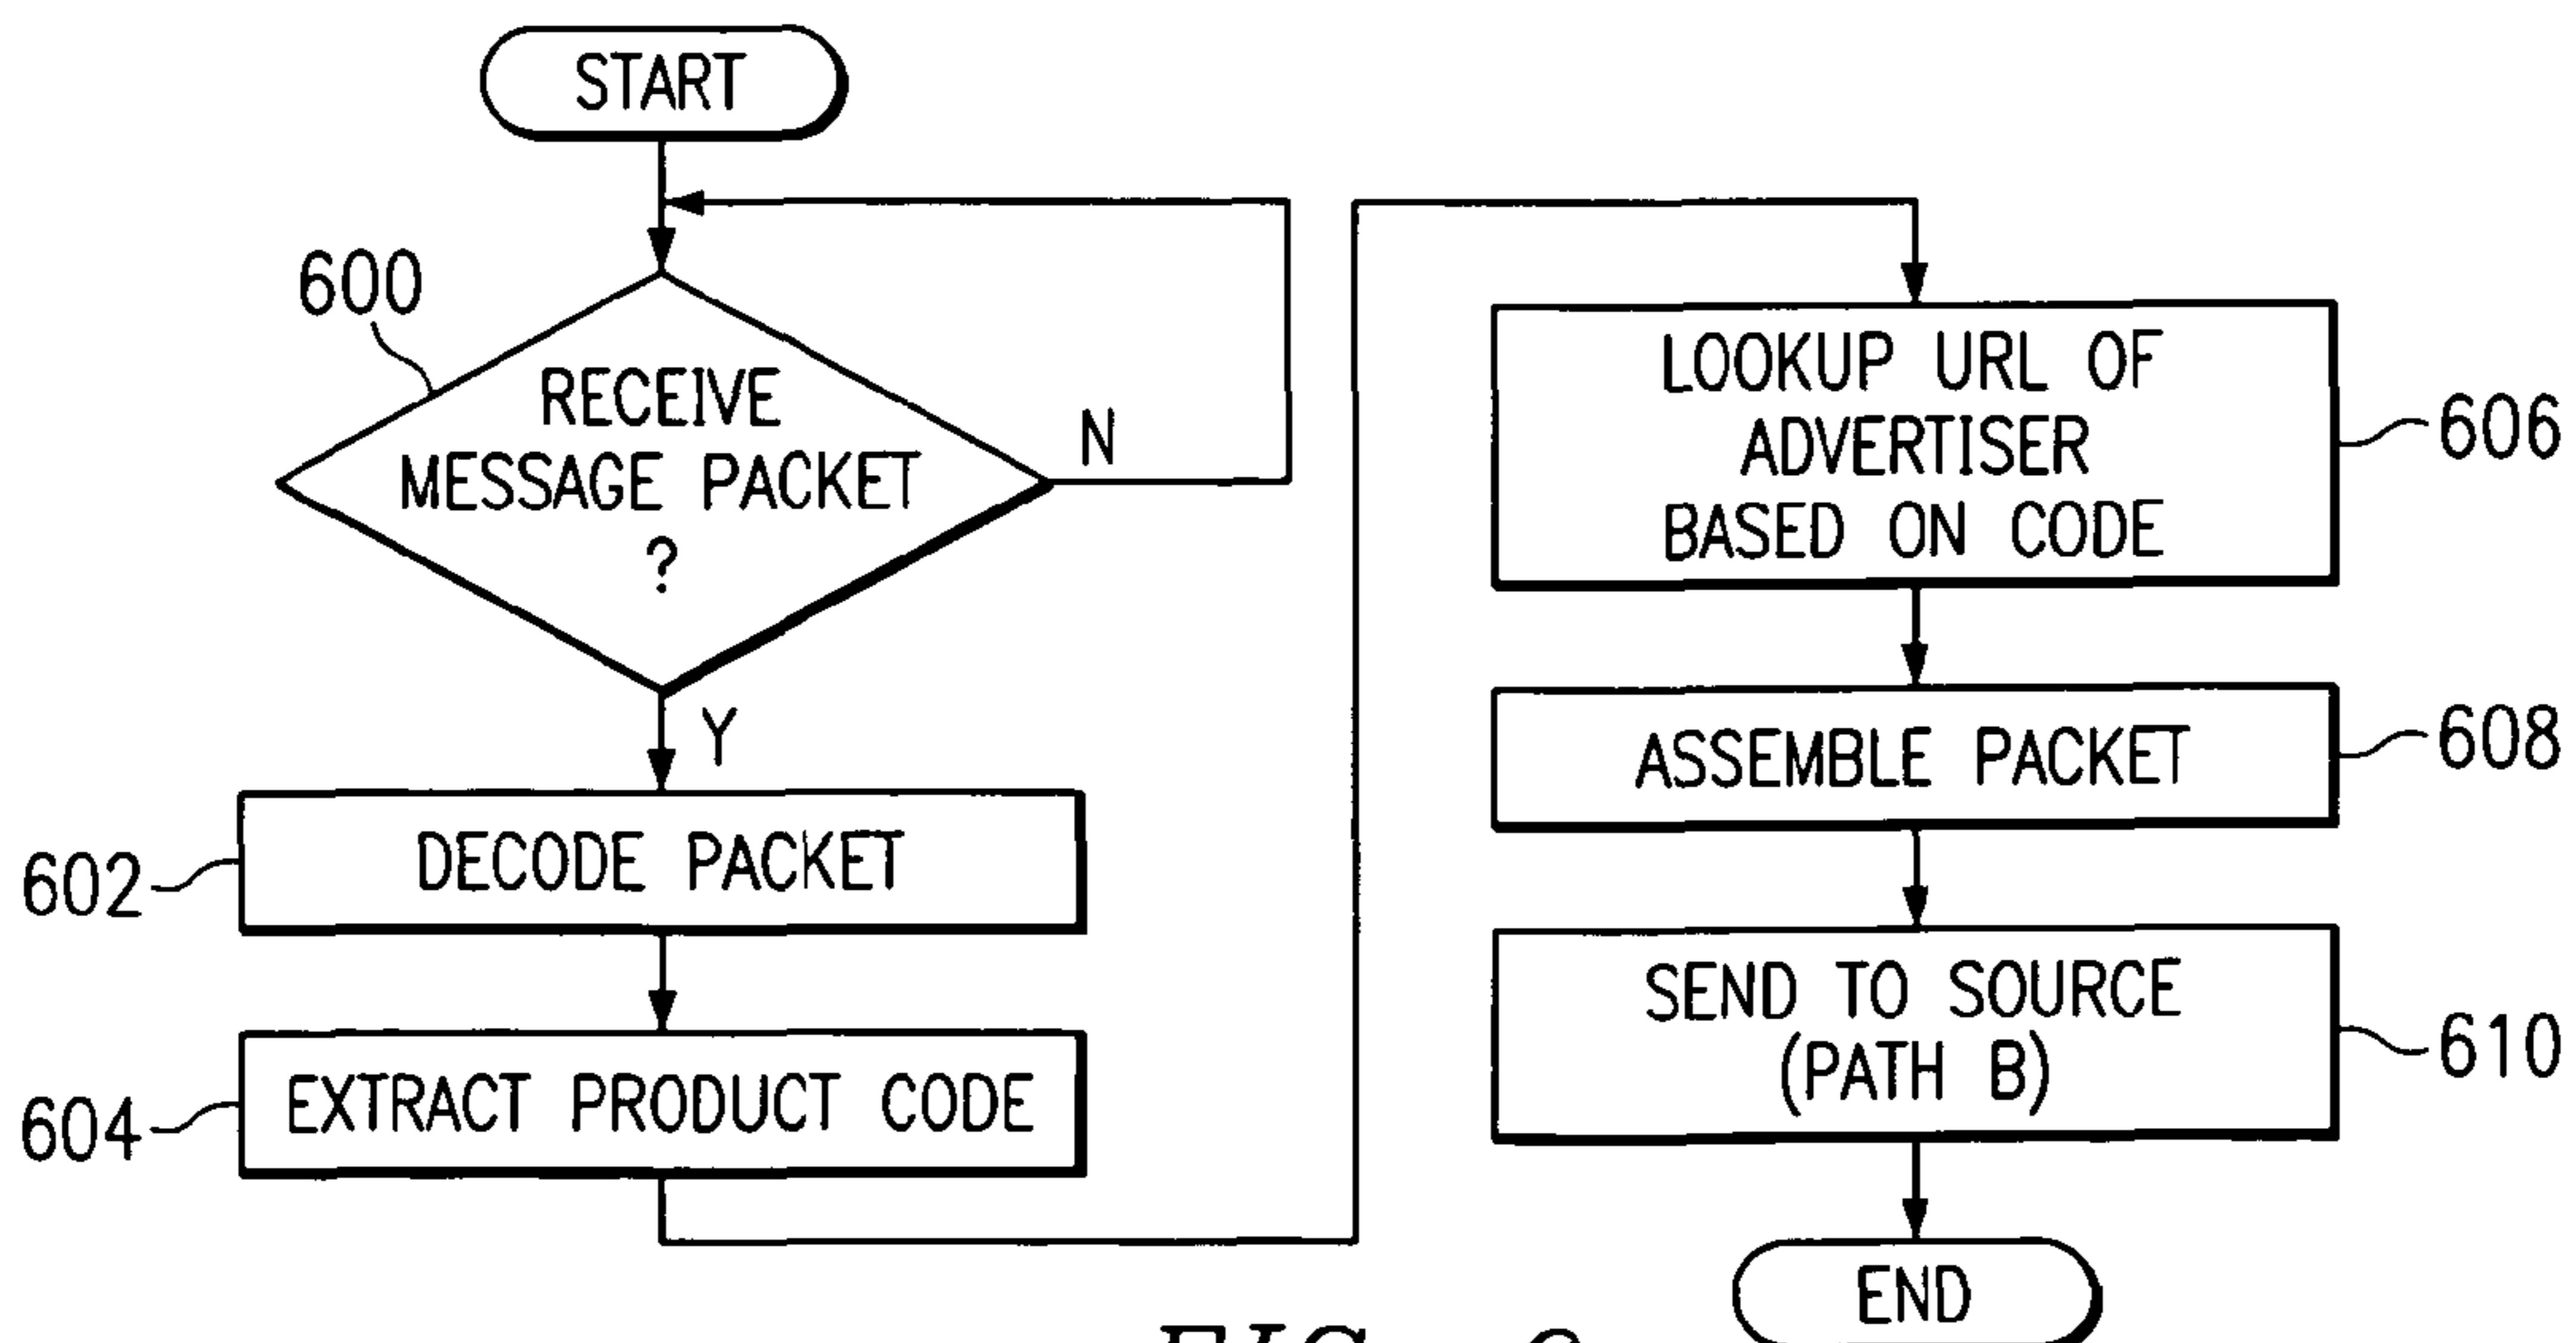 START
600
RECEIVE
MESSAGE PACKET
?
N
Y
602
DECODE PACKET
604
EXTRACT PRODUCT CODE
LOOKUP URL OF
ADVERTISER
BASED ON CODE
606
ASSEMBLE PACKET
608
SEND TO SOURCE
(PATH B)
610
END